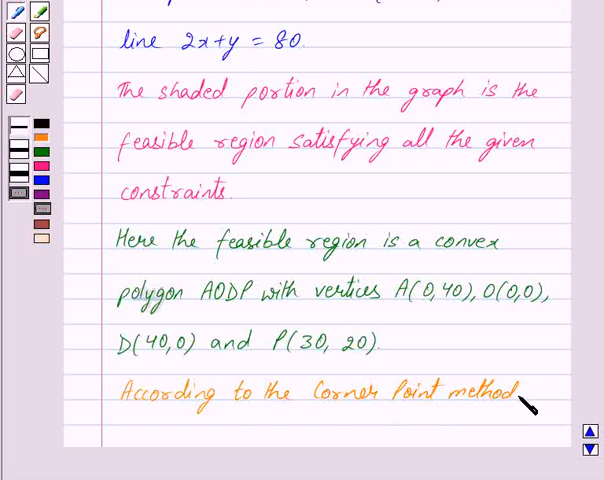 line 2x+y = 80.
The shaded portion in the graph is the
feasible region satisfying all the given
constraints.
Here the feasible region is a convex
polygon AODP with vertices A(0,40), O(0,0),
D(40,0) and P(30, 20).
According to the Corner Point method